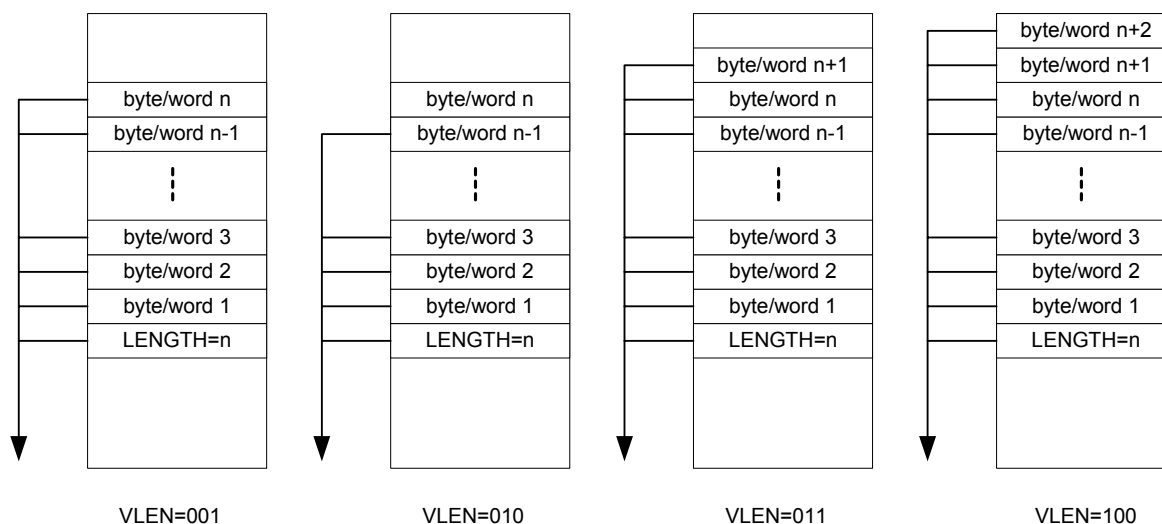 byte/word n+2
byte/word n+1 byte/word n+1
byte/word n byte/word n byte/word n byte/word n
byte/word n-1 byte/word n-1 byte/word n-1 byte/word n-1
byte/word 3 byte/word 3 byte/word 3 byte/word 3
byte/word 2 byte/word 2 byte/word 2 byte/word 2
byte/word 1 byte/word 1 byte/word 1 byte/word 1
LENGTH=n LENGTH=n LENGTH=n LENGTH=n
VLEN=001 VLEN=010 VLEN=011 VLEN=100